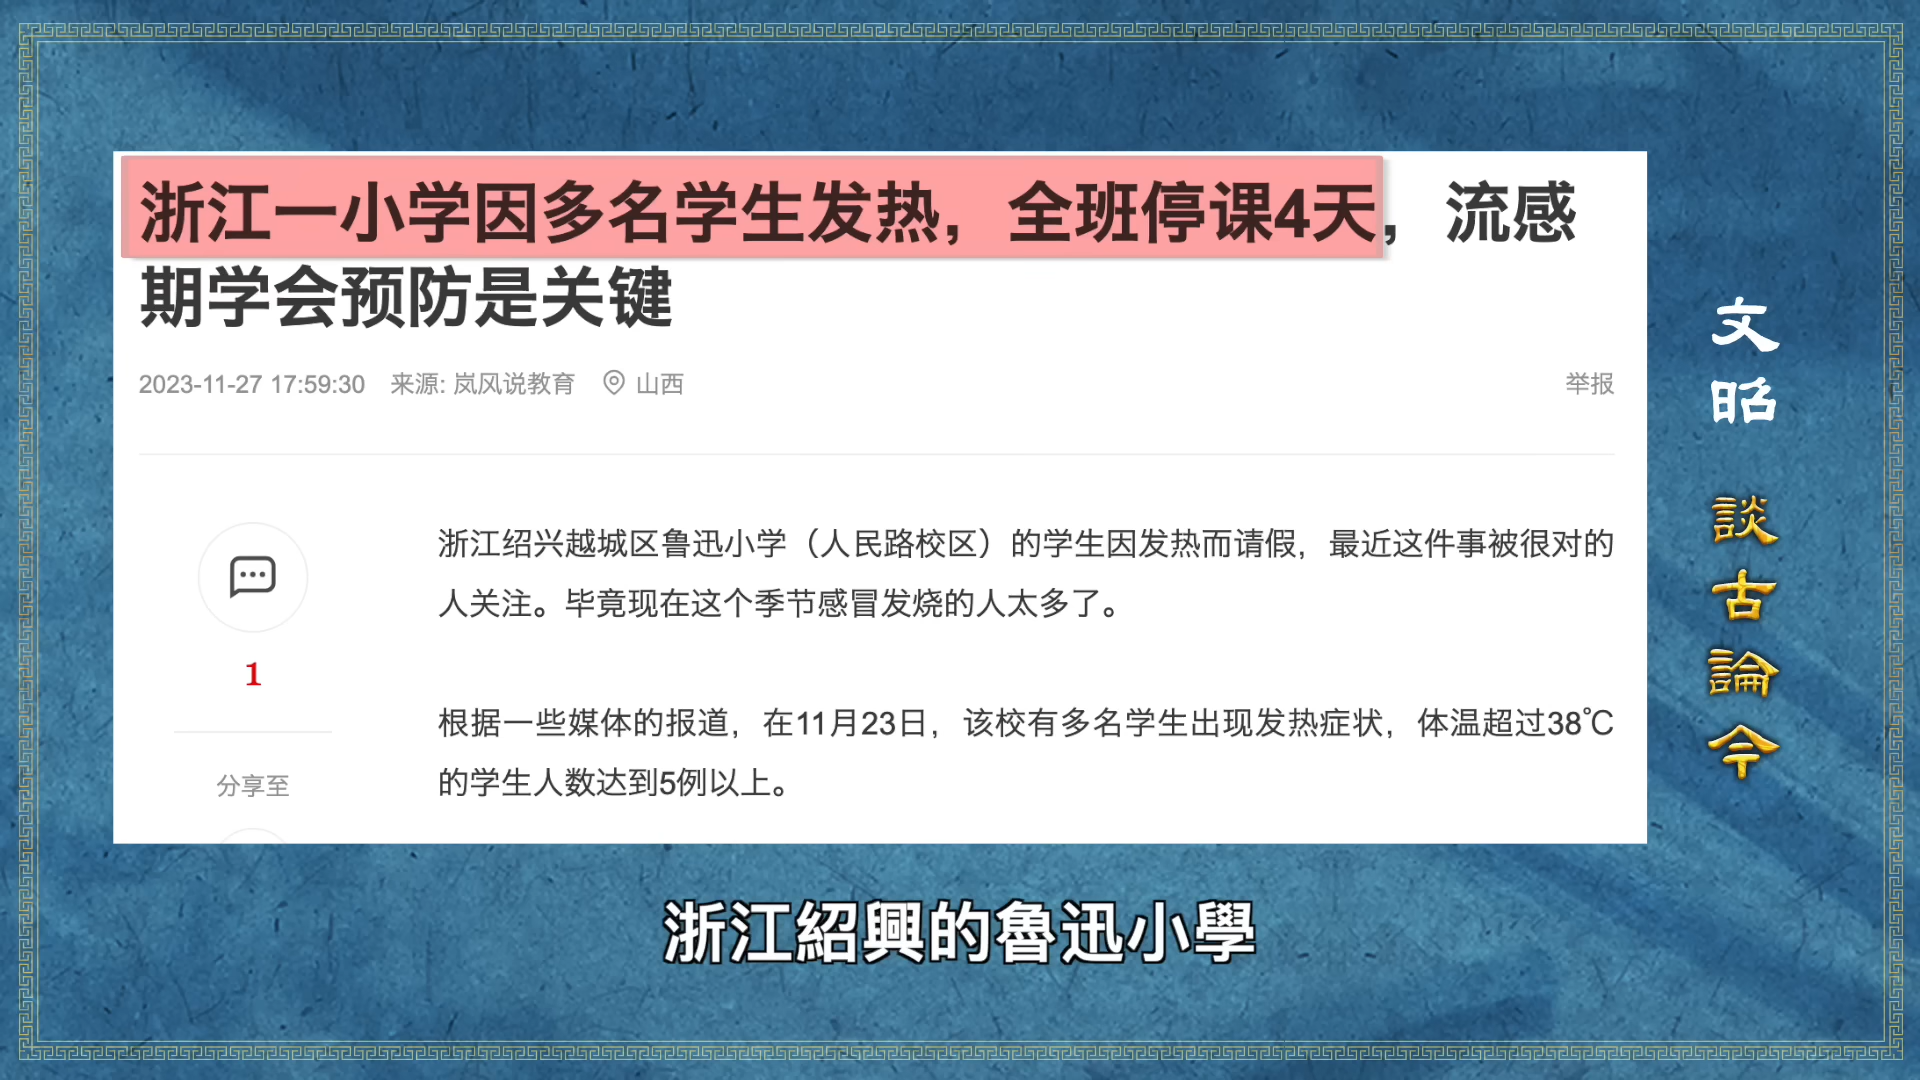 浙江一小学因多名学生发热，全班停课4天，流感
期学会预防是关键
2023-11-27 17:59:30 来源: 岚风说教育 山西
举报
1
分享至
浙江绍兴越城区鲁迅小学（人民路校区）的学生因发热而请假，最近这件事被很对的
人关注。毕竟现在这个季节感冒发烧的人太多了。
根据一些媒体的报道，在11月23日，该校有多名学生出现发热症状，体温超过38℃
的学生人数达到5例以上。
文昭
談古論今
浙江紹興的魯迅小學